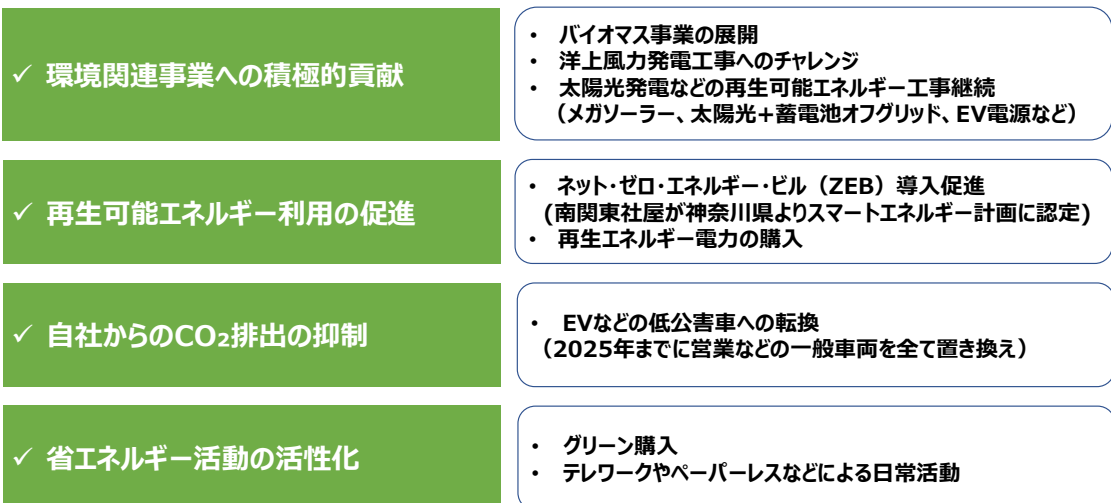 ✓ 環境関連事業への積極的貢献
• バイオマス事業の展開
• 洋上風力発電工事へのチャレンジ
• 太陽光発電などの再生可能エネルギー工事継続
（メガソーラー、太陽光+蓄電池オフグリッド、EV電源など）
✓ 再生可能エネルギー利用の促進
• ネット・ゼロ・エネルギー・ビル（ZEB）導入促進
(南関東社屋が神奈川県よりスマートエネルギー計画に認定)
• 再生エネルギー電力の購入
✓ 自社からのCO₂排出の抑制
• EVなどの低公害車への転換
（2025年までに営業などの一般車両を全て置き換え）
✓ 省エネルギー活動の活性化
• グリーン購入
• テレワークやペーパーレスなどによる日常活動